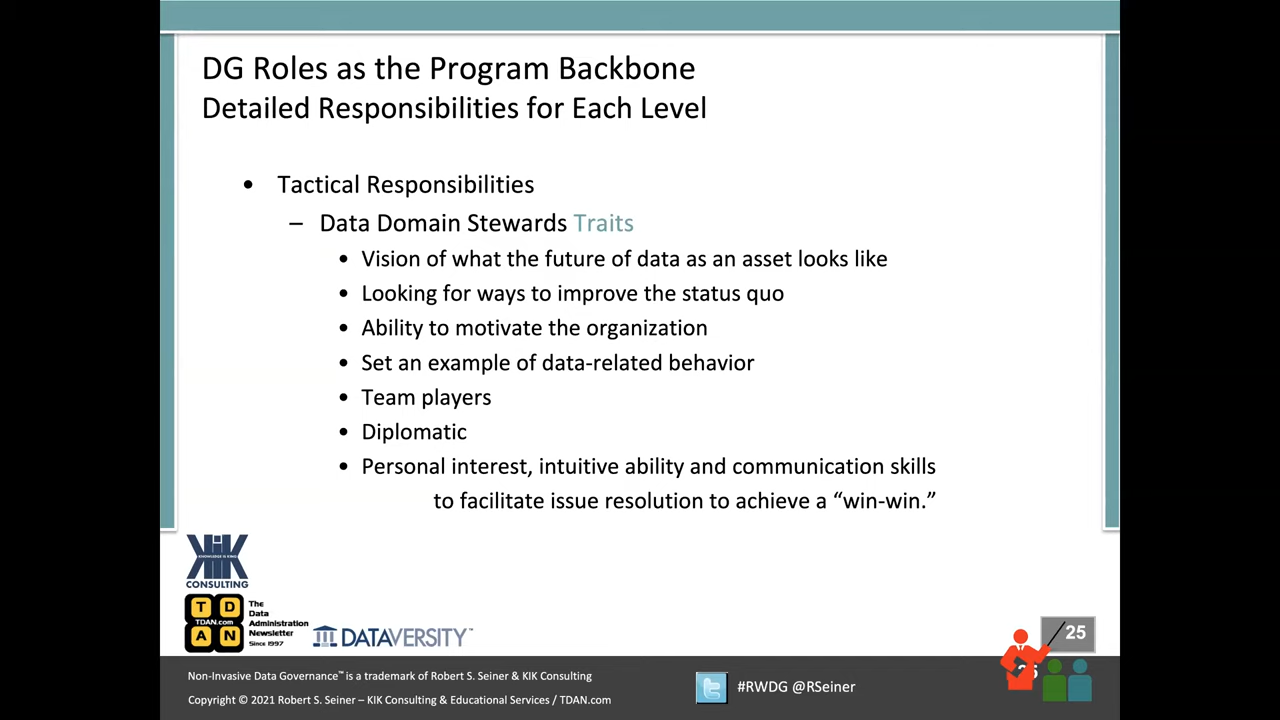 DG Roles as the Program Backbone
Detailed Responsibilities for Each Level
• Tactical Responsibilities
– Data Domain Stewards Traits
• Vision of what the future of data as an asset looks like
• Looking for ways to improve the status quo
• Ability to motivate the organization
• Set an example of data-related behavior
• Team players
• Diplomatic
• Personal interest, intuitive ability and communication skills
to facilitate issue resolution to achieve a “win-win.”
KIK
KNOWLEDGE IS KING
CONSULTING
T D
TDAN.com
A N
The
Data
Administration
Newsletter
Since 1997
DATAVERSITY™
25
Non-Invasive Data Governance™ is a trademark of Robert S. Seiner & KIK Consulting
Copyright © 2021 Robert S. Seiner – KIK Consulting & Educational Services / TDAN.com
#RWDG @RSeiner